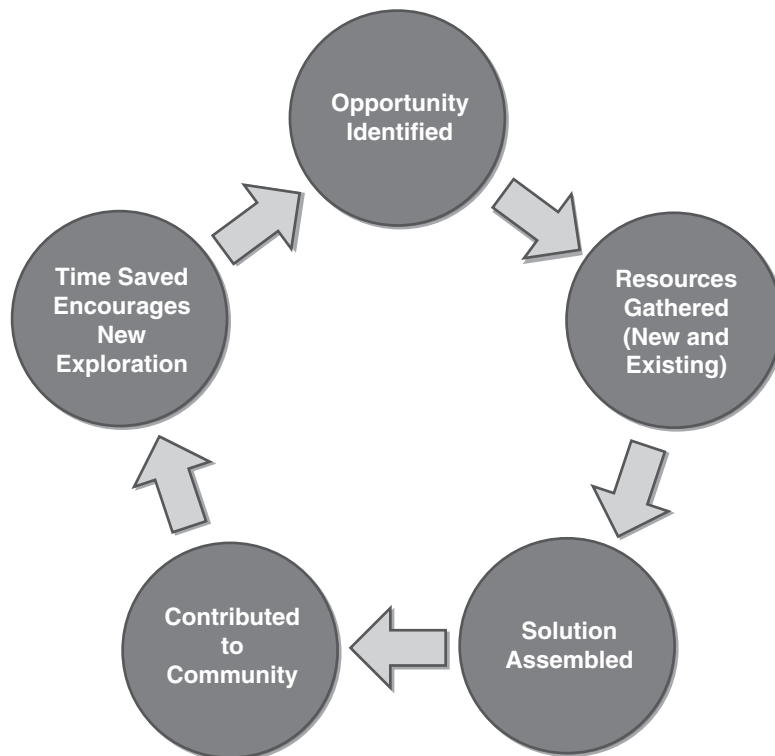 Opportunity
Identified
Resources
Gathered
(New and
Existing)
Solution
Assembled
Contributed
to
Community
Time Saved
Encourages
New
Exploration